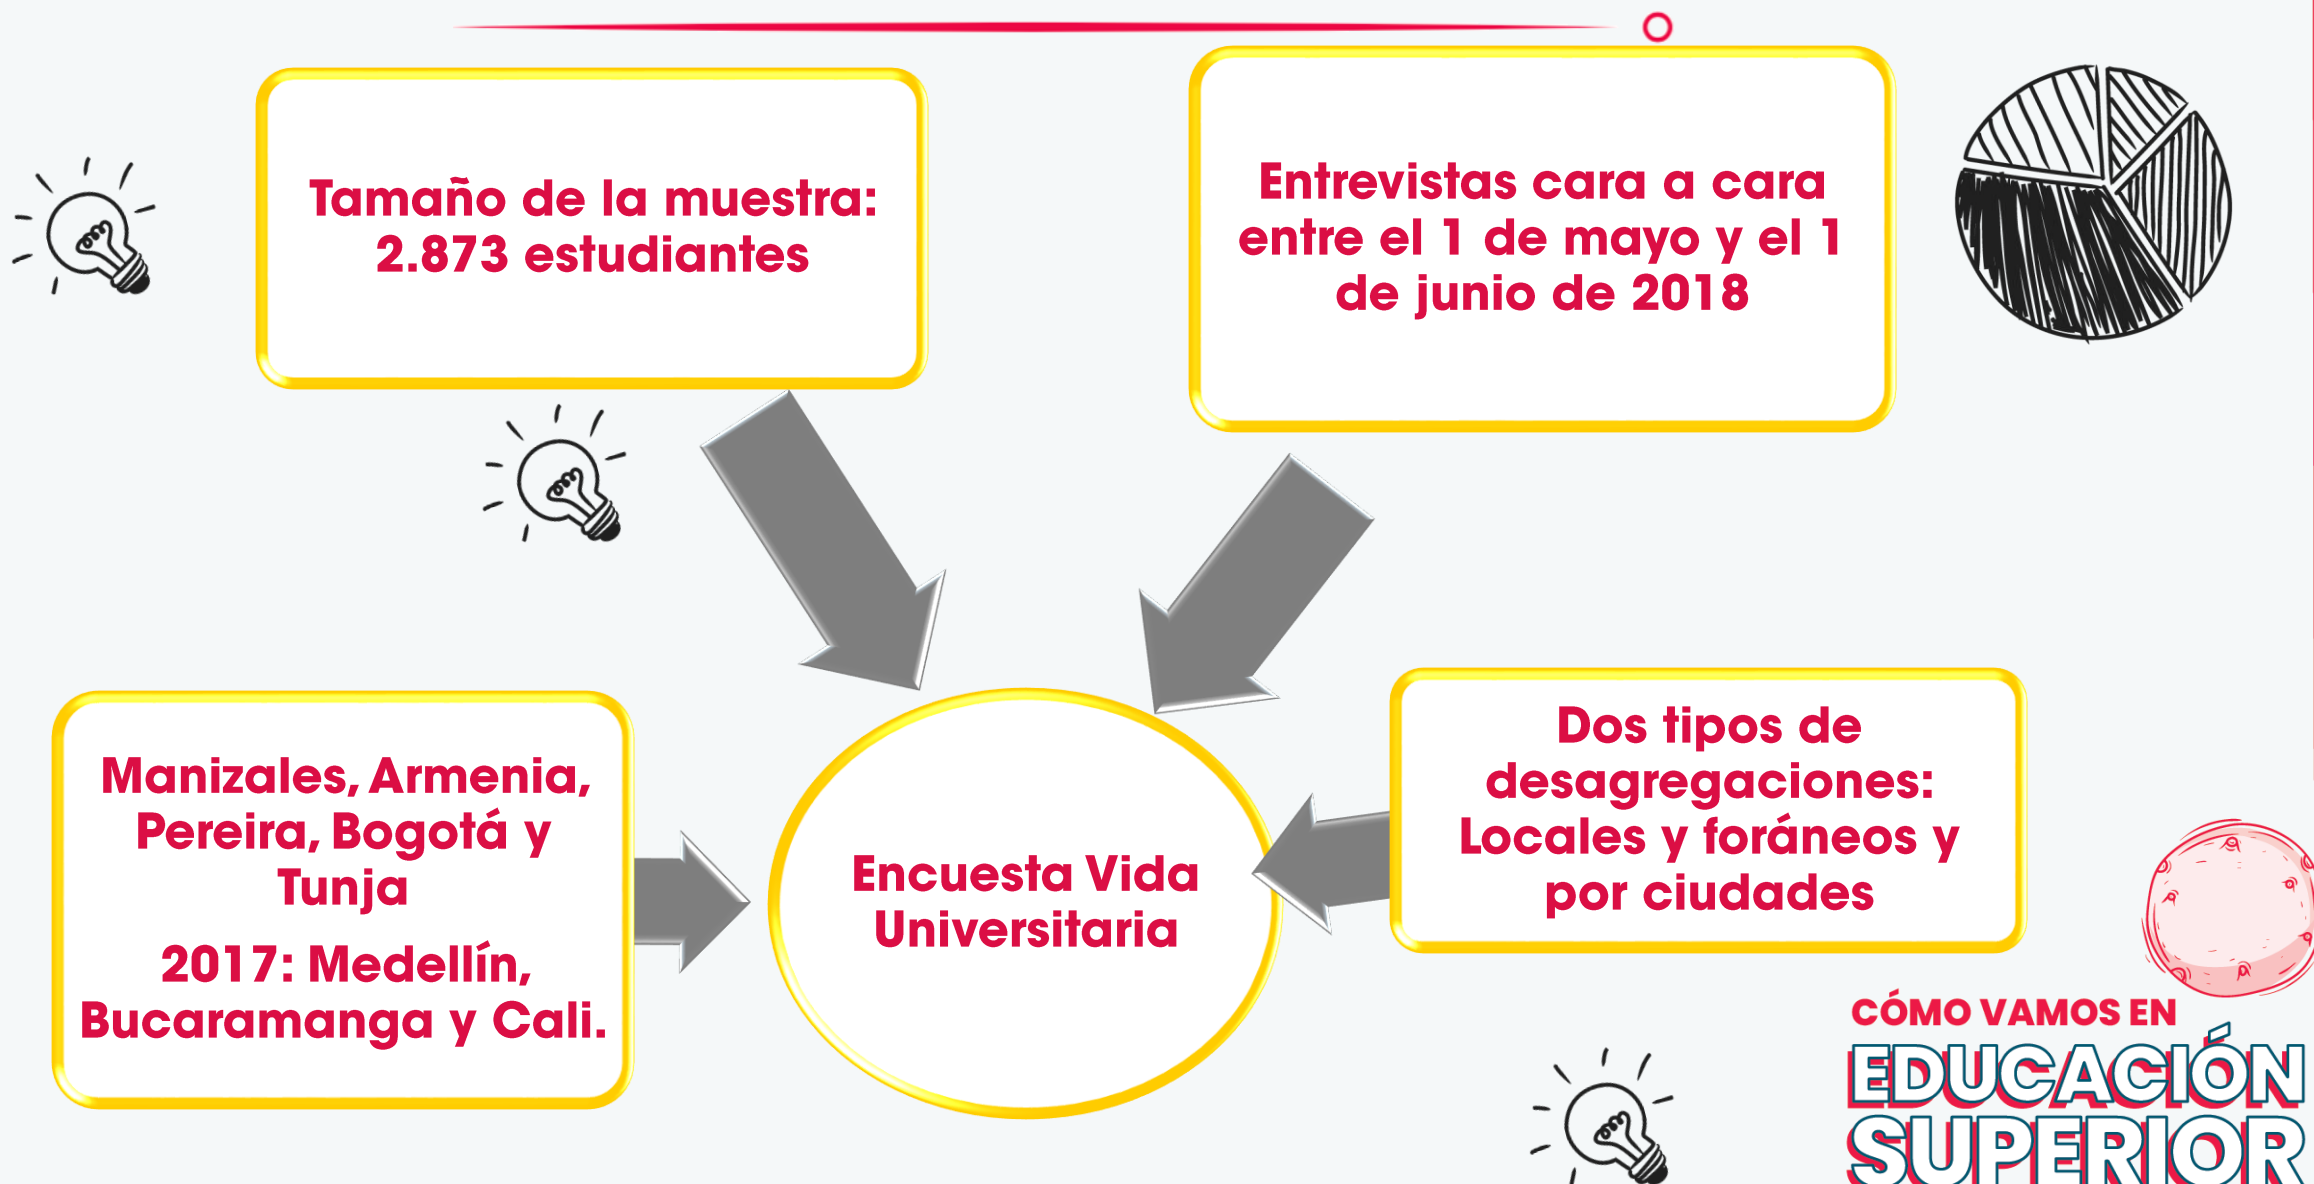 Tamaño de la muestra:
2.873 estudiantes
Entrevistas cara a cara
entre el 1 de mayo y el 1
de junio de 2018
Manizales, Armenia,
Pereira, Bogotá y
Tunja
2017: Medellín,
Bucaramanga y Cali.
Encuesta Vida
Universitaria
Dos tipos de
desagregaciones:
Locales y foráneos y
por ciudades
CÓMO VAMOS EN
EDUCACIÓN
SUPERIOR